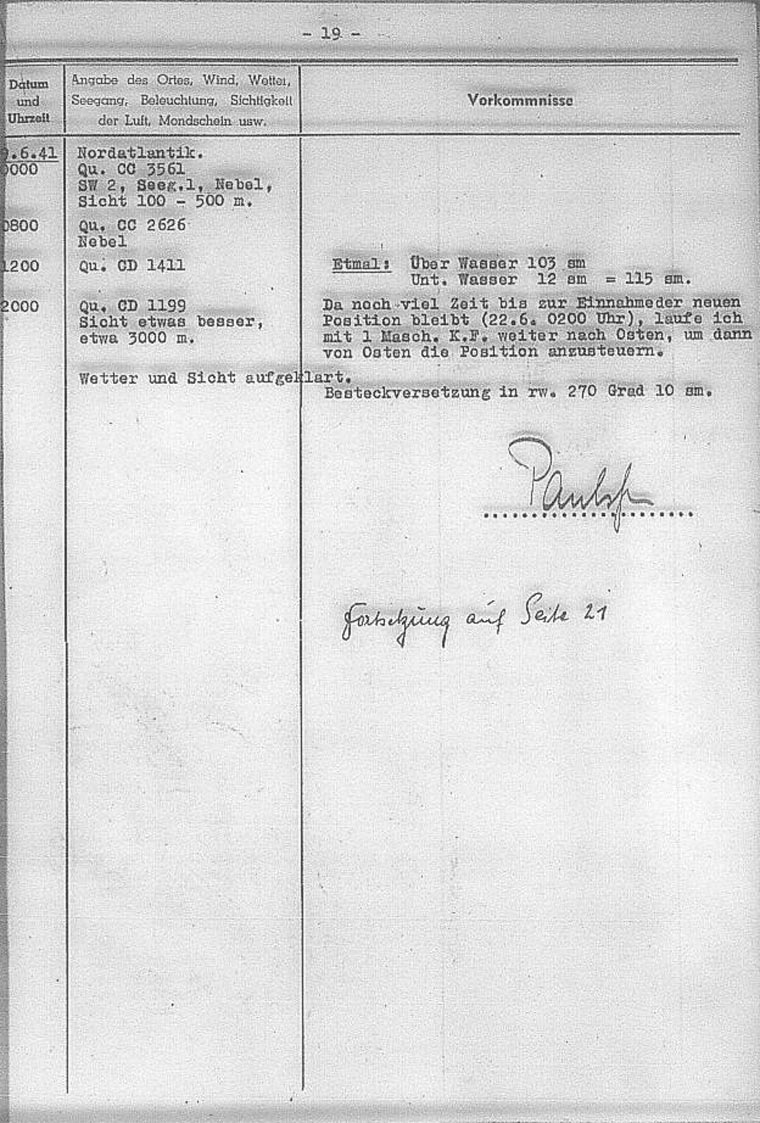 - 19 -
Datum
und
Uhrzeit
Angabe des Ortes, Wind, Wetter,
Seegang, Beleuchtung, Sichtigkeit
der Luft, Mondschein usw.
Vorkommnisse
.6.41 Nordatlantik.
0000 Qu. CC 3561
SW 2, Seeg.1, Nebel,
Sicht 100 - 500 m.
0800 Qu. CC 2626
Nebel
1200 Qu. CD 1411 Etmal: Über Wasser 103 sm
Unt. Wasser 12 sm = 115 sm.
2000 Qu. CD 1199
Sicht etwas besser,
etwa 3000 m.
Da noch viel Zeit bis zur Einnahmeder neuen
Position bleibt (22.6. 0200 Uhr), laufe ich
mit 1 Masch. K.F. weiter nach Osten, um dann
von Osten die Position anzusteuern.
Wetter und Sicht aufgeklart.
Besteckversetzung in rw. 270 Grad 10 sm.
Fortsetzung auf Seite 21